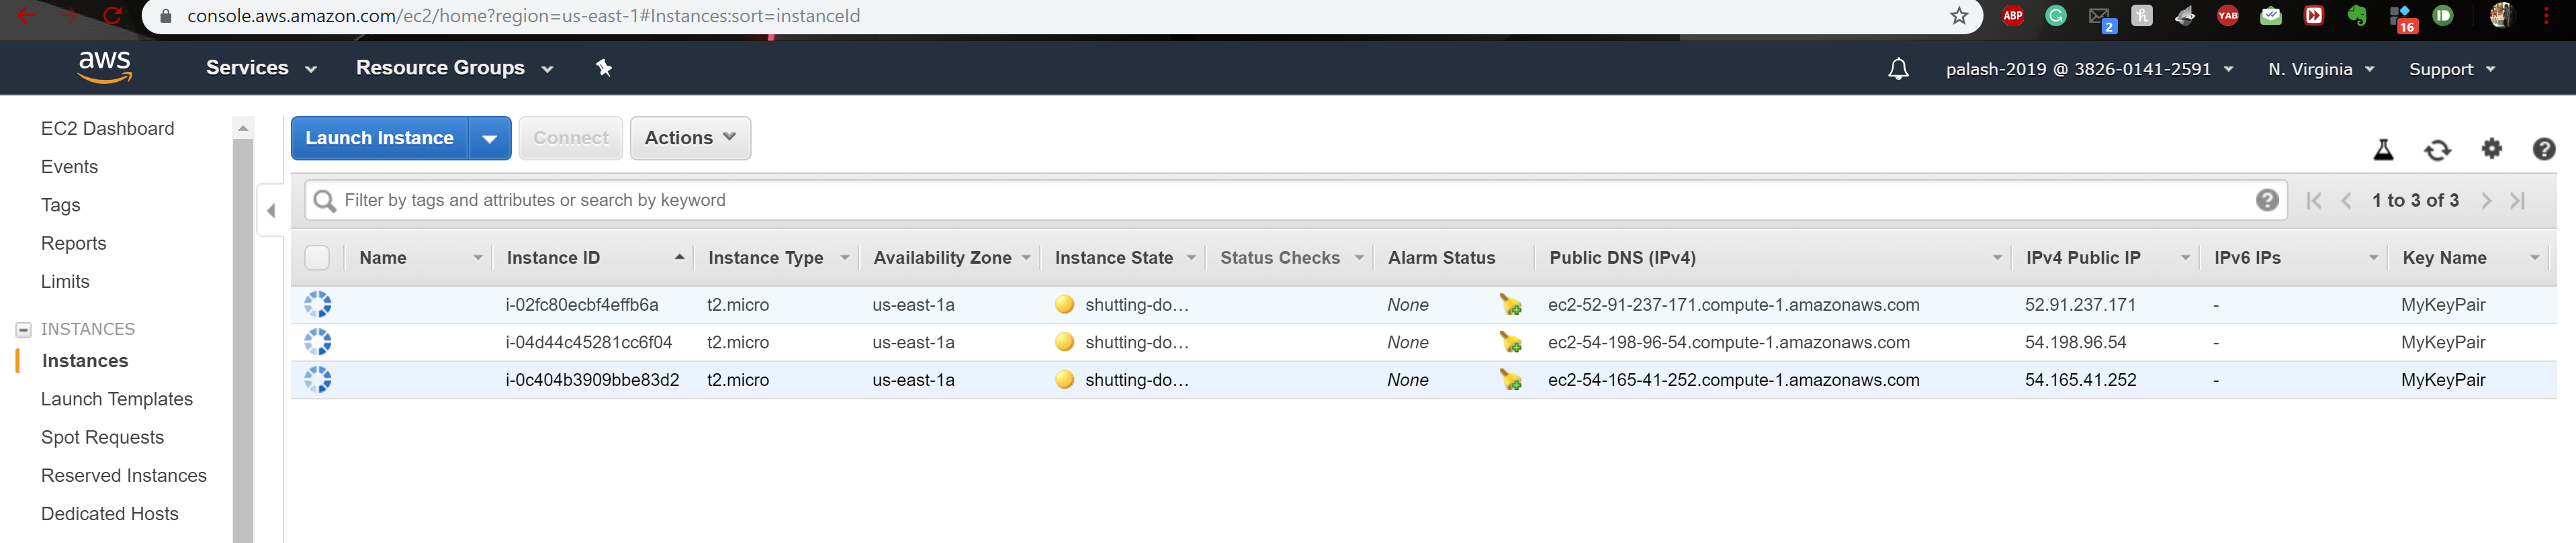 console.aws.amazon.com/ec2/home?region=us-east-1#Instances:sort=instanceId
ABP 2 YAB 16
aws Services Resource Groups palash-2019 @ 3826-0141-2591 N. Virginia Support
EC2 Dashboard
Events
Tags
Reports
Limits
INSTANCES
Instances
Launch Templates
Spot Requests
Reserved Instances
Dedicated Hosts
Launch Instance Connect Actions
Filter by tags and attributes or search by keyword 1 to 3 of 3
Name Instance ID Instance Type Availability Zone Instance State Status Checks Alarm Status Public DNS (IPv4) IPv4 Public IP IPv6 IPs Key Name
i-02fc80ecbf4effb6a t2.micro us-east-1a shutting-do... None ec2-52-91-237-171.compute-1.amazonaws.com 52.91.237.171 - MyKeyPair
i-04d44c45281cc6f04 t2.micro us-east-1a shutting-do... None ec2-54-198-96-54.compute-1.amazonaws.com 54.198.96.54 - MyKeyPair
i-0c404b3909bbe83d2 t2.micro us-east-1a shutting-do... None ec2-54-165-41-252.compute-1.amazonaws.com 54.165.41.252 - MyKeyPair